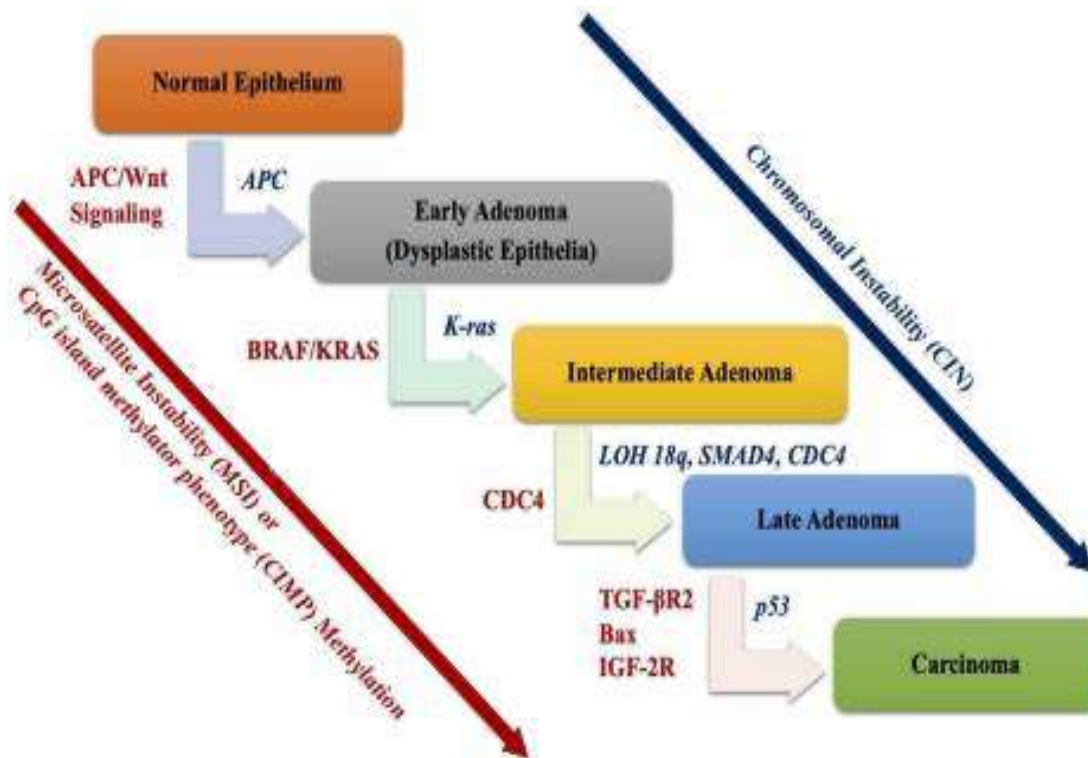 Normal Epithelium
APC/Wnt
Signaling
APC
Early Adenoma
(Dysplastic Epithelia)
BRAF/KRAS
K-ras
Intermediate Adenoma
CDC4
LOH 18q, SMAD4, CDC4
Late Adenoma
TGF-βR2
Bax
IGF-2R
p53
Carcinoma
Chromosomal Instability (CIN)
Microsatellite Instability (MSI) or
CpG island methylator phenotype (CIMP) Methylation